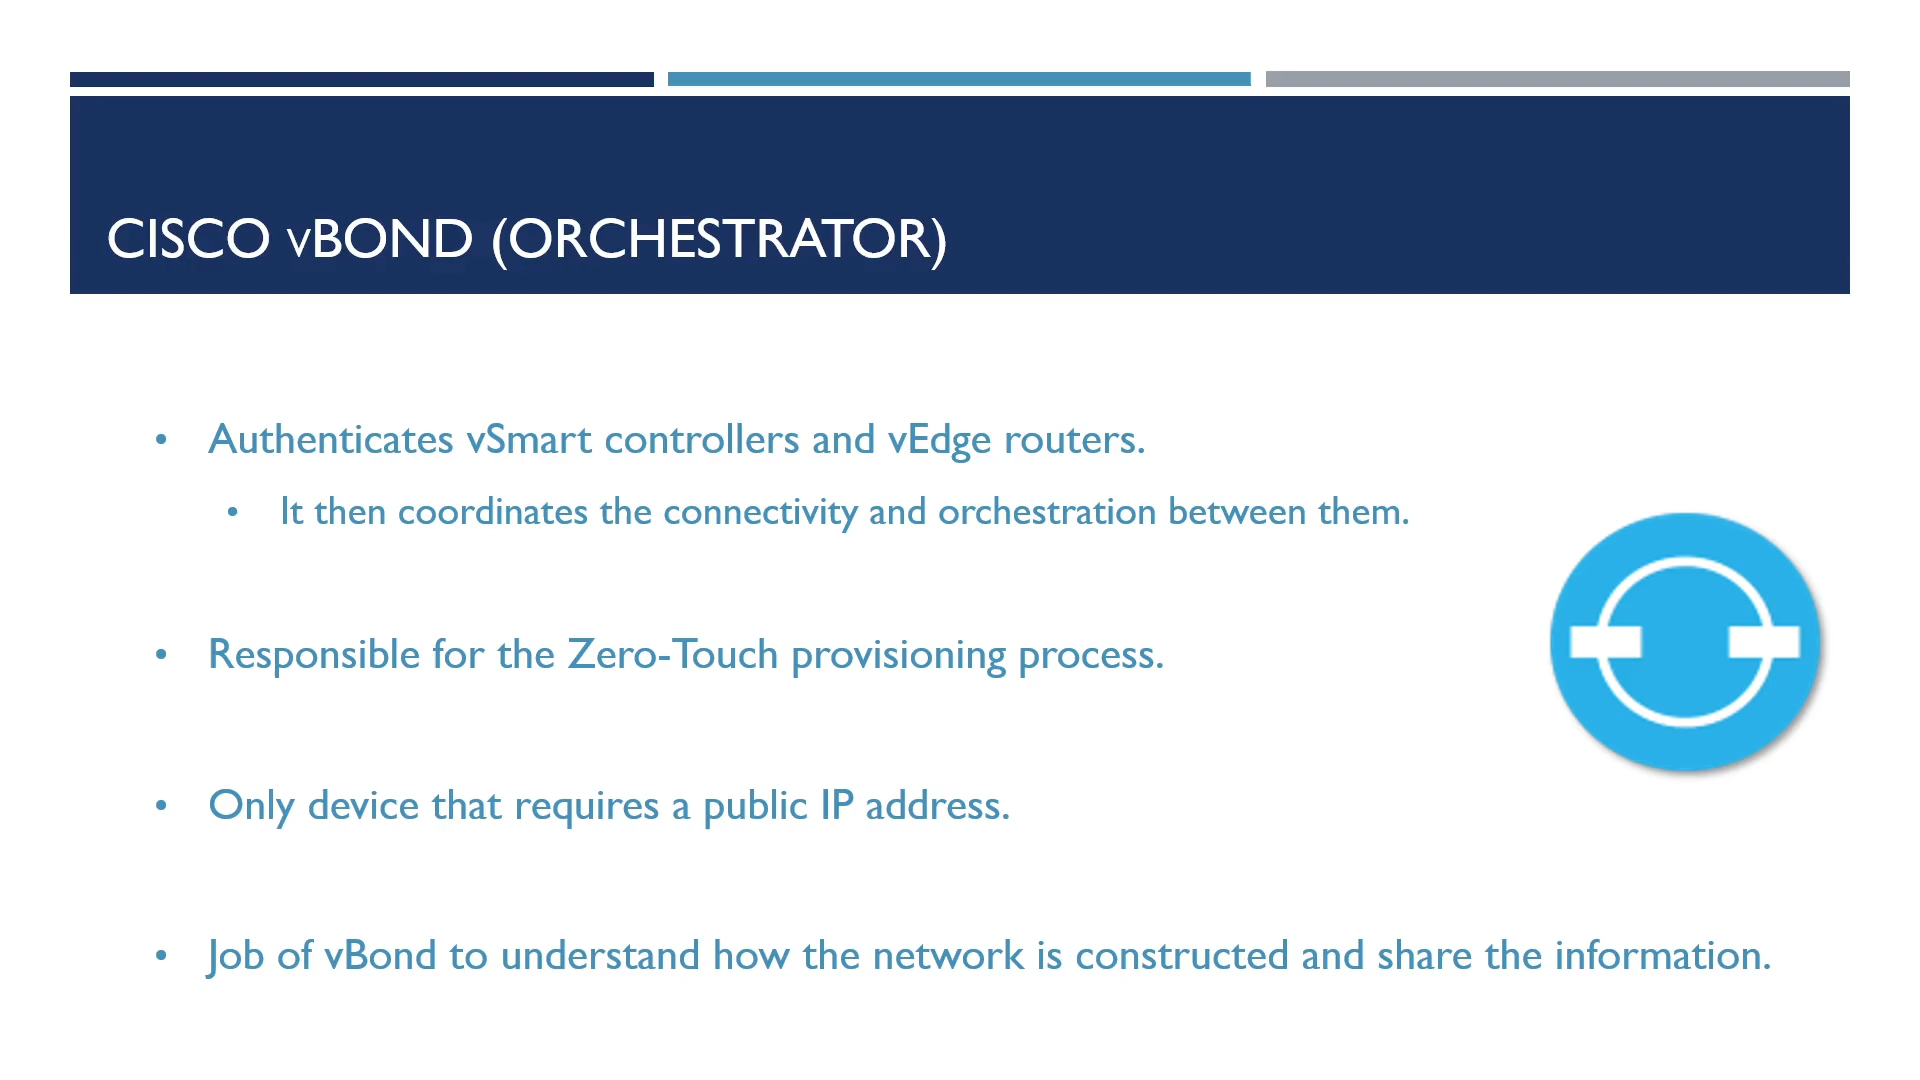 CISCO vBOND (ORCHESTRATOR)
• Authenticates vSmart controllers and vEdge routers.
• It then coordinates the connectivity and orchestration between them.
• Responsible for the Zero-Touch provisioning process.
• Only device that requires a public IP address.
• Job of vBond to understand how the network is constructed and share the information.